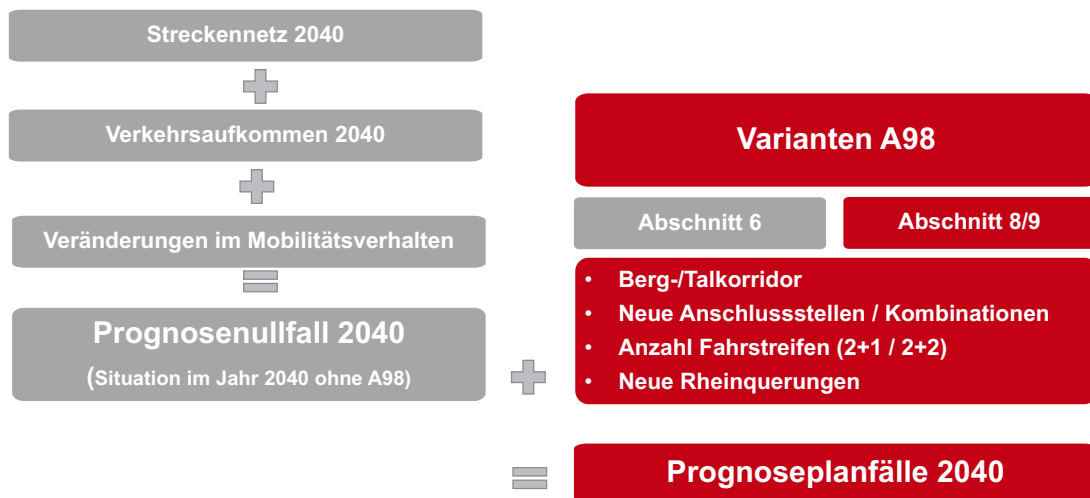 Streckennetz 2040
Verkehrsaufkommen 2040
Veränderungen im Mobilitätsverhalten
Prognosenullfall 2040
(Situation im Jahr 2040 ohne A98)
Varianten A98
Abschnitt 6
Abschnitt 8/9
• Berg-/Talkorridor
• Neue Anschlussstellen / Kombinationen
• Anzahl Fahrstreifen (2+1 / 2+2)
• Neue Rheinquerungen
Prognoseplanfälle 2040